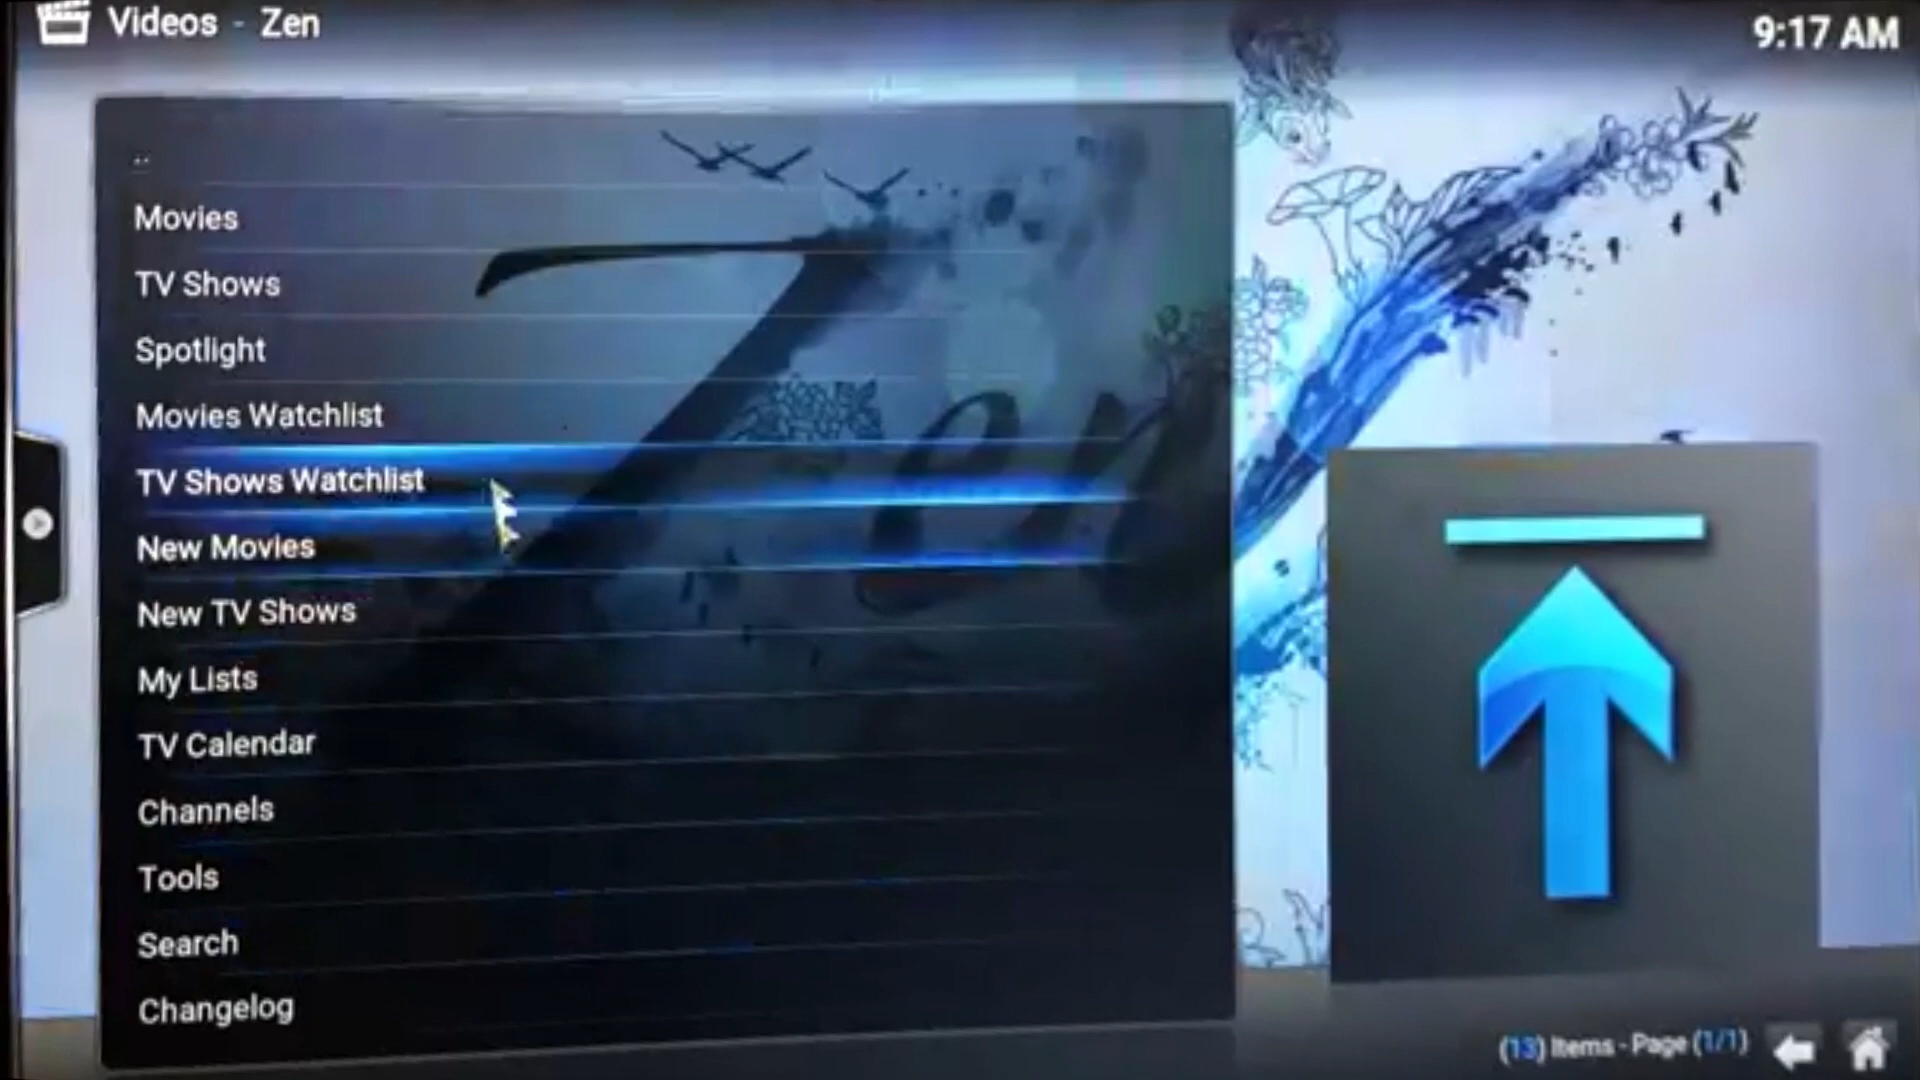 Videos - Zen
9:17 AM
..
Movies
TV Shows
Spotlight
Movies Watchlist
TV Shows Watchlist
New Movies
New TV Shows
My Lists
TV Calendar
Channels
Tools
Search
Changelog
Zen
(13) Items - Page (1/1)